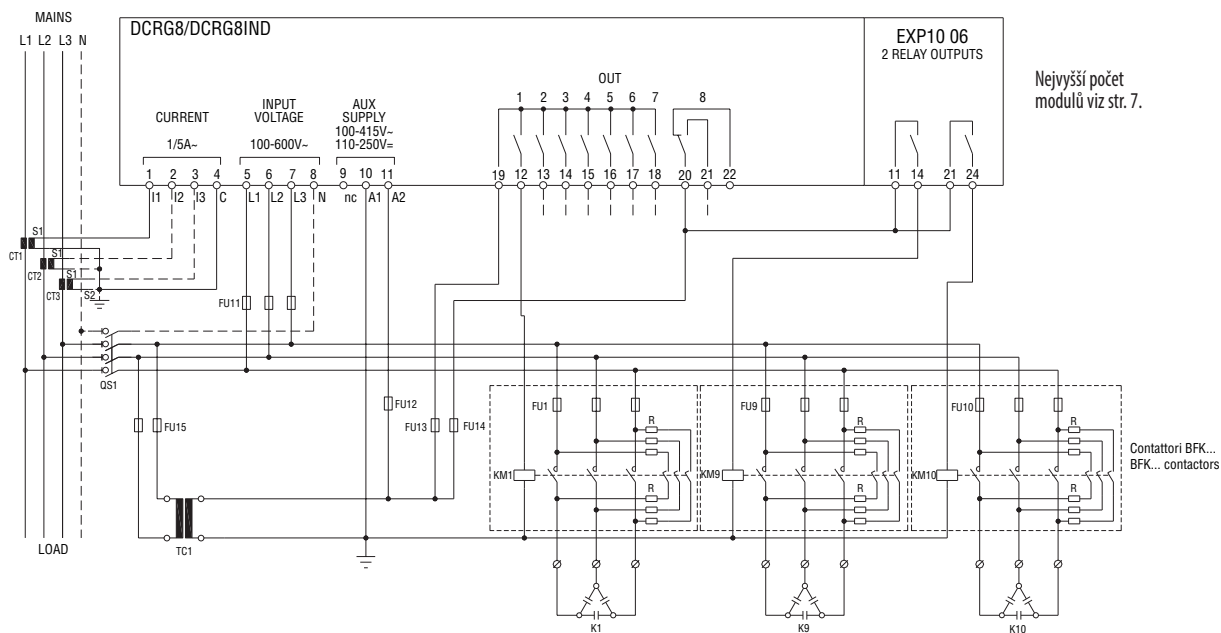 MAINS
L1 L2 L3 N
DCRG8/DCRG8IND
EXP10 06
2 RELAY OUTPUTS
Nejvyšší počet
modulů viz str. 7.
OUT
1 2 3 4 5 6 7 8
CURRENT
1/5A~
INPUT
VOLTAGE
100-600V~
AUX
SUPPLY
100-415V~
110-250V=
1 2 3 4 5 6 7 8 9 10 11 19 12 13 14 15 16 17 18 20 21 22 11 14 21 24
I1 I2 I3 C L1 L2 L3 N nc A1 A2
S1
CT1
S1
CT2
S1
CT3
S2
FU11
QS1
FU12
FU15
FU13
FU14
FU1
FU9
FU10
R
R
R
Contattori BFK...
BFK... contactors
KM1
KM9
KM10
R
R
R
LOAD
TC1
K1
K9
K10